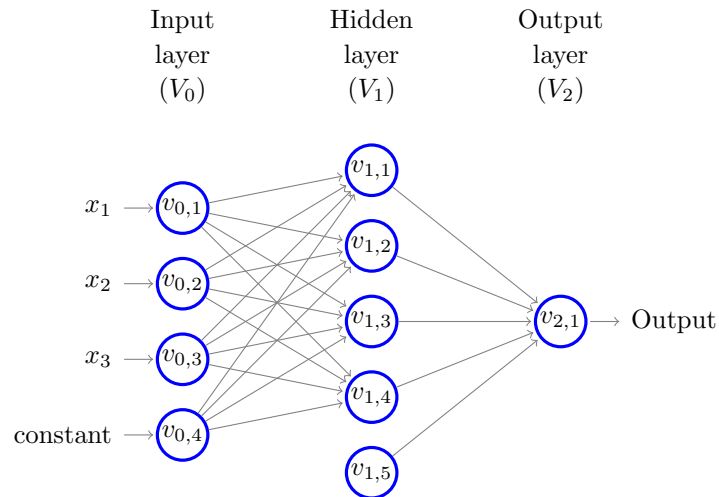 Input
layer
(V₀)
Hidden
layer
(V₁)
Output
layer
(V₂)
x₁
x₂
x₃
constant
v₀,₁
v₀,₂
v₀,₃
v₀,₄
v₁,₁
v₁,₂
v₁,₃
v₁,₄
v₁,₅
v₂,₁
Output